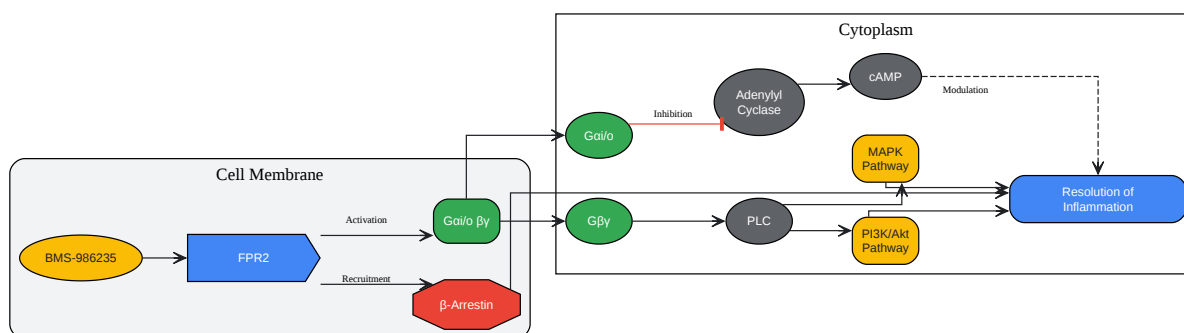 Cytoplasm
cAMP
Adenylyl
Cyclase
Modulation
Inhibition
Gαi/o
MAPK
Pathway
Cell Membrane
Resolution of
Inflammation
Activation
Gαi/o βγ
Gβγ
PLC
PI3K/Akt
Pathway
BMS-986235
FPR2
Recruitment
β-Arrestin